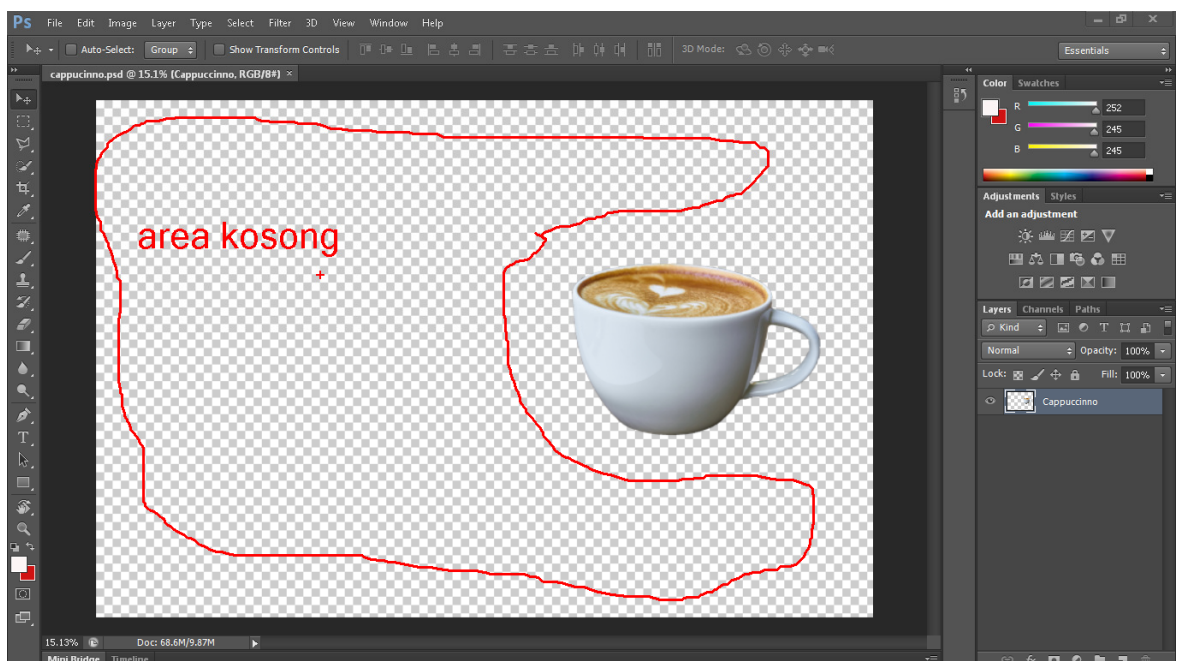 Ps File Edit Image Layer Type Select Filter 3D View Window Help
Auto-Select: Group Show Transform Controls 3D Mode: Essentials
cappucinno.psd @ 15.1% (Cappuccinno, RGB/8#) ×
Color Swatches
R 252
G 245
B 245
Adjustments Styles
Add an adjustment
area kosong
Layers Channels Paths
Kind
Normal Opacity: 100%
Lock: Fill: 100%
Cappuccinno
15.13% Doc: 68.6M/9.87M
Mini Bridge Timeline